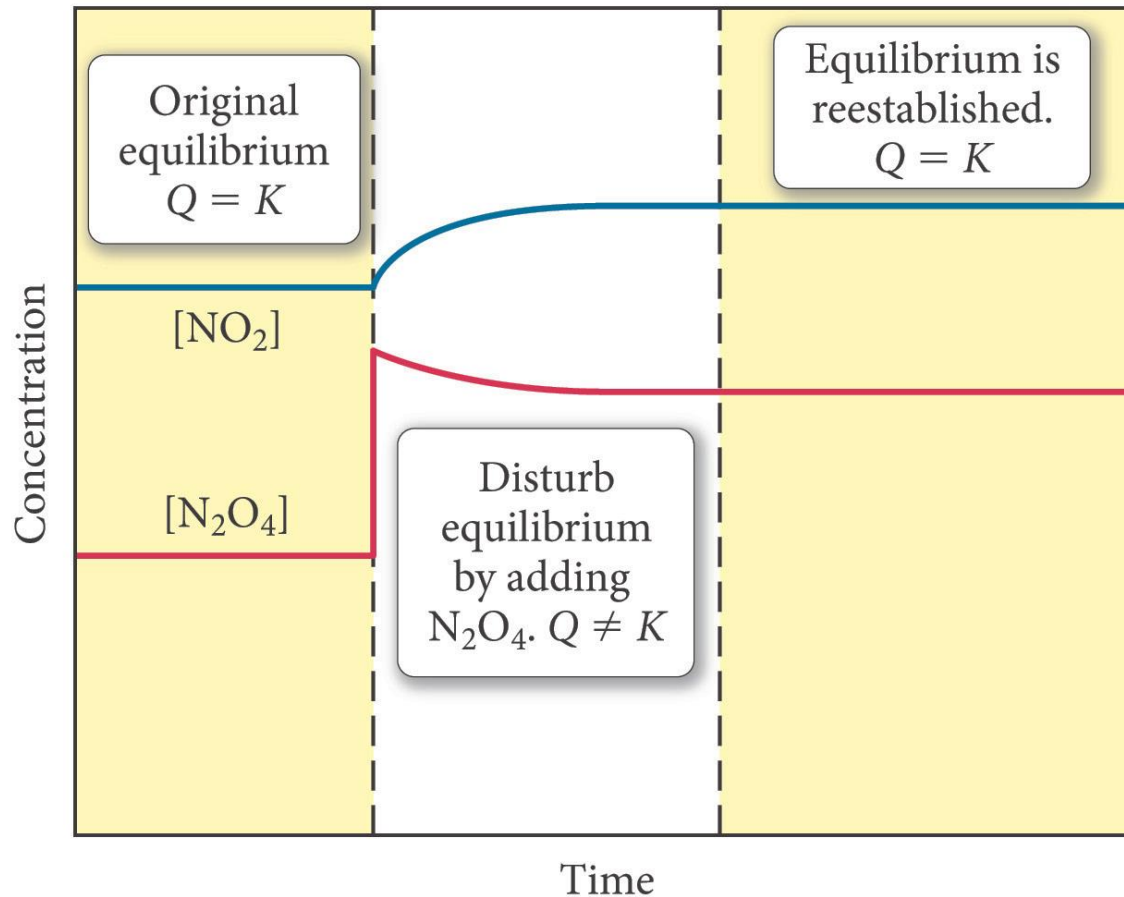 Original
equilibrium
Q = K
Equilibrium is
reestablished.
Q = K
[NO₂]
[N₂O₄]
Disturb
equilibrium
by adding
N₂O₄. Q ≠ K
Concentration
Time